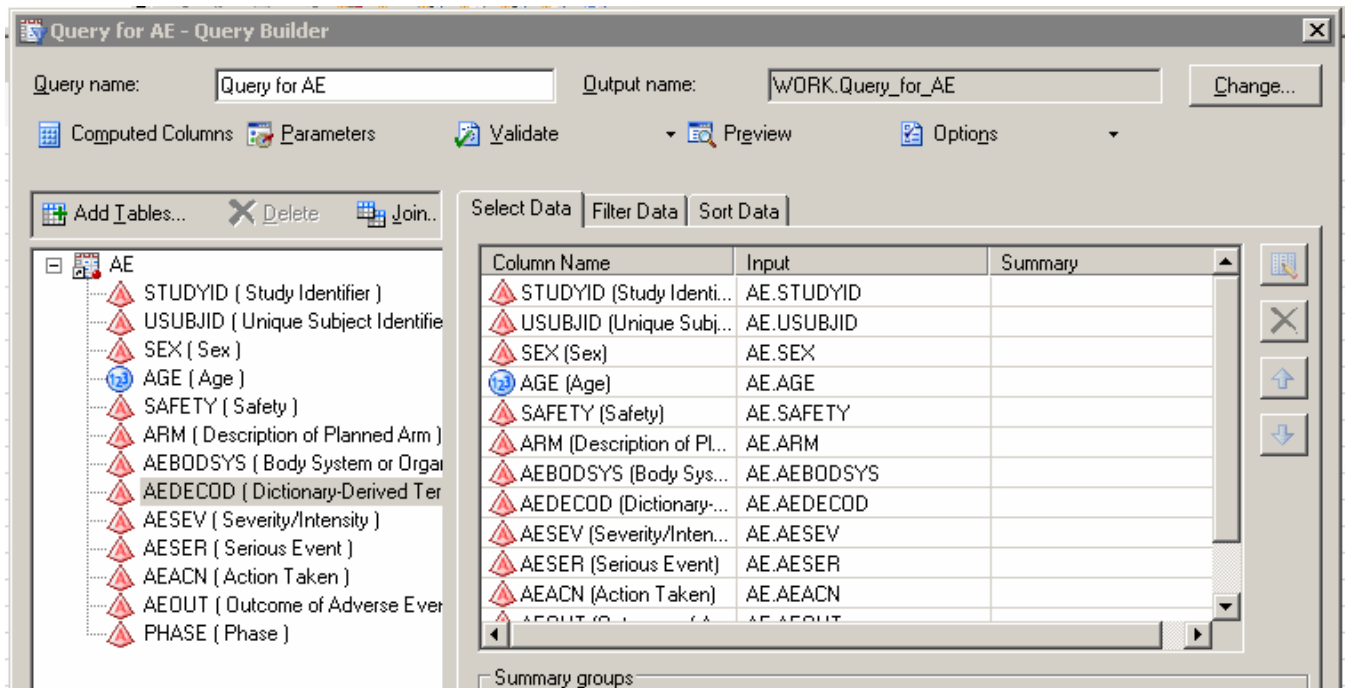 Query for AE - Query Builder
Query name: Query for AE Output name: WORK.Query_for_AE Change...
Computed Columns Parameters Validate Preview Options
Add Tables... Delete Join..
Select Data Filter Data Sort Data
AE
STUDYID ( Study Identifier )
USUBJID ( Unique Subject Identifie
SEX ( Sex )
AGE ( Age )
SAFETY ( Safety )
ARM ( Description of Planned Arm )
AEBODSYS ( Body System or Organ
AEDECOD ( Dictionary-Derived Ter
AESEV ( Severity/Intensity )
AESER ( Serious Event )
AEACN ( Action Taken )
AEOUT ( Outcome of Adverse Ever
PHASE ( Phase )
Column Name Input Summary
STUDYID (Study Identi... AE.STUDYID
USUBJID (Unique Subj... AE.USUBJID
SEX (Sex) AE.SEX
AGE (Age) AE.AGE
SAFETY (Safety) AE.SAFETY
ARM (Description of Pl... AE.ARM
AEBODSYS (Body Sys... AE.AEBODSYS
AEDECOD (Dictionary-... AE.AEDECOD
AESEV (Severity/Inten... AE.AESEV
AESER (Serious Event) AE.AESER
AEACN (Action Taken) AE.AEACN
Summary groups